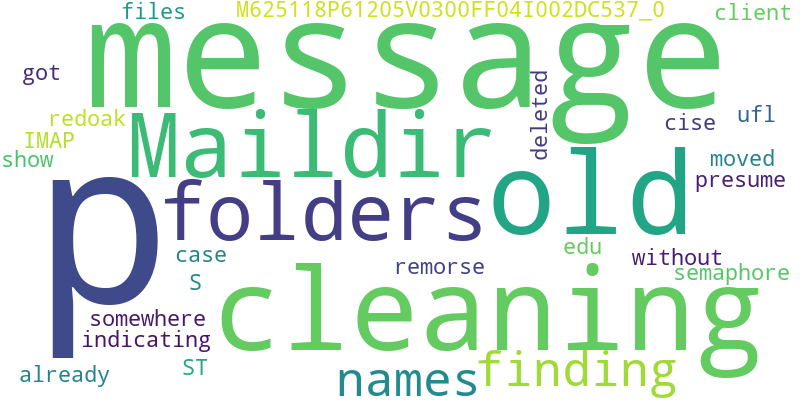 files
M625118P61205V0300FF04I002DC537_0
client
message
got
deleted
redoak
Maildir
cise
ufl
IMAP
show
old
moved
presume
p
folders
edu
without
case
remorse
semaphore
S
cleaning
somewhere
indicating
ST
already
names
finding